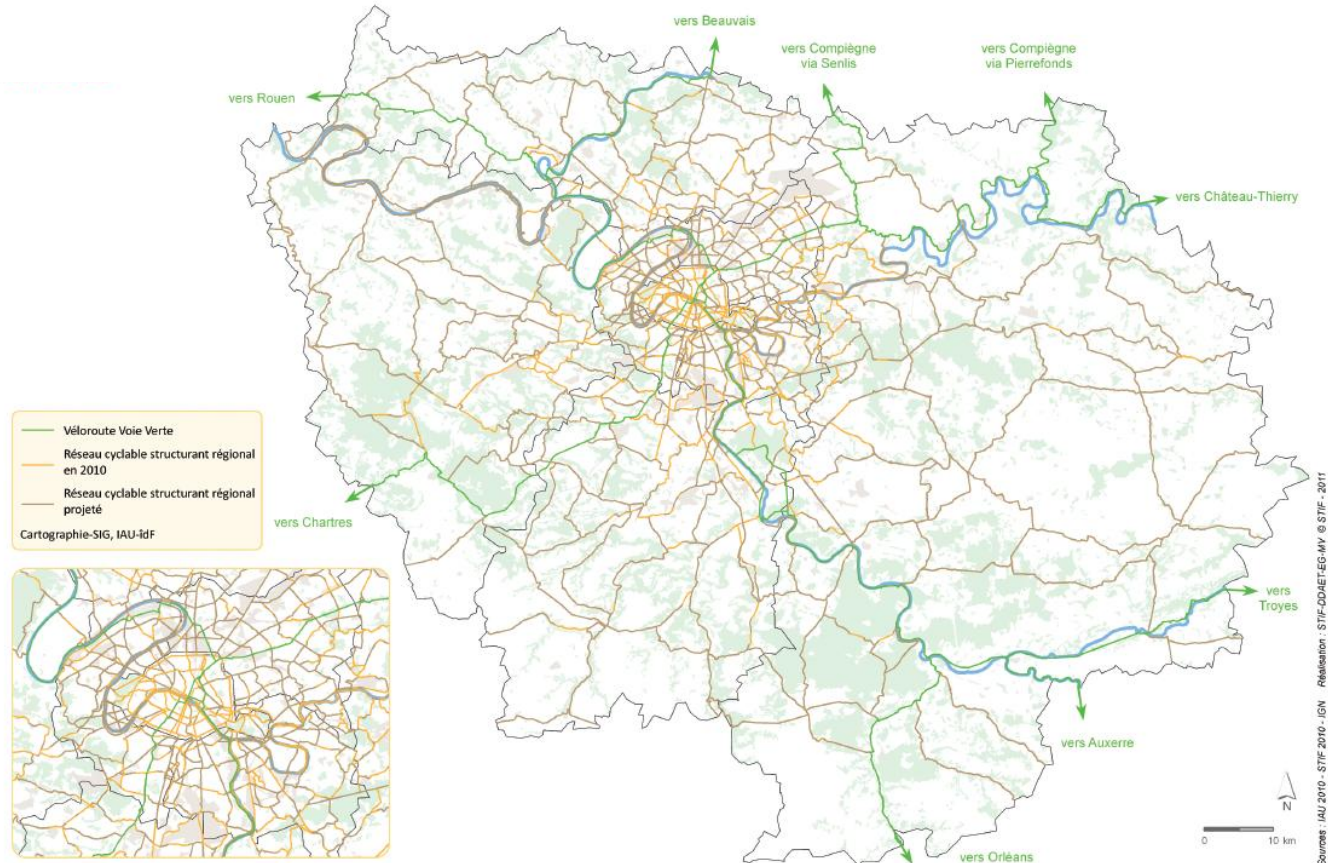 vers Beauvais
vers Compiègne
via Senlis
vers Compiègne
via Pierrefonds
vers Rouen
vers Château-Thierry
Véloroute Voie Verte
Réseau cyclable structurant régional
en 2010
Réseau cyclable structurant régional
projeté
Cartographie-SIG, IAU-îdF
vers Chartres
vers
Troyes
vers Auxerre
vers Orléans
N
10 km
Sources : IAU 2010 - STIF 2010 - IGN Réalisation : STIF-DDAET-EG-MV © STIF - 2011